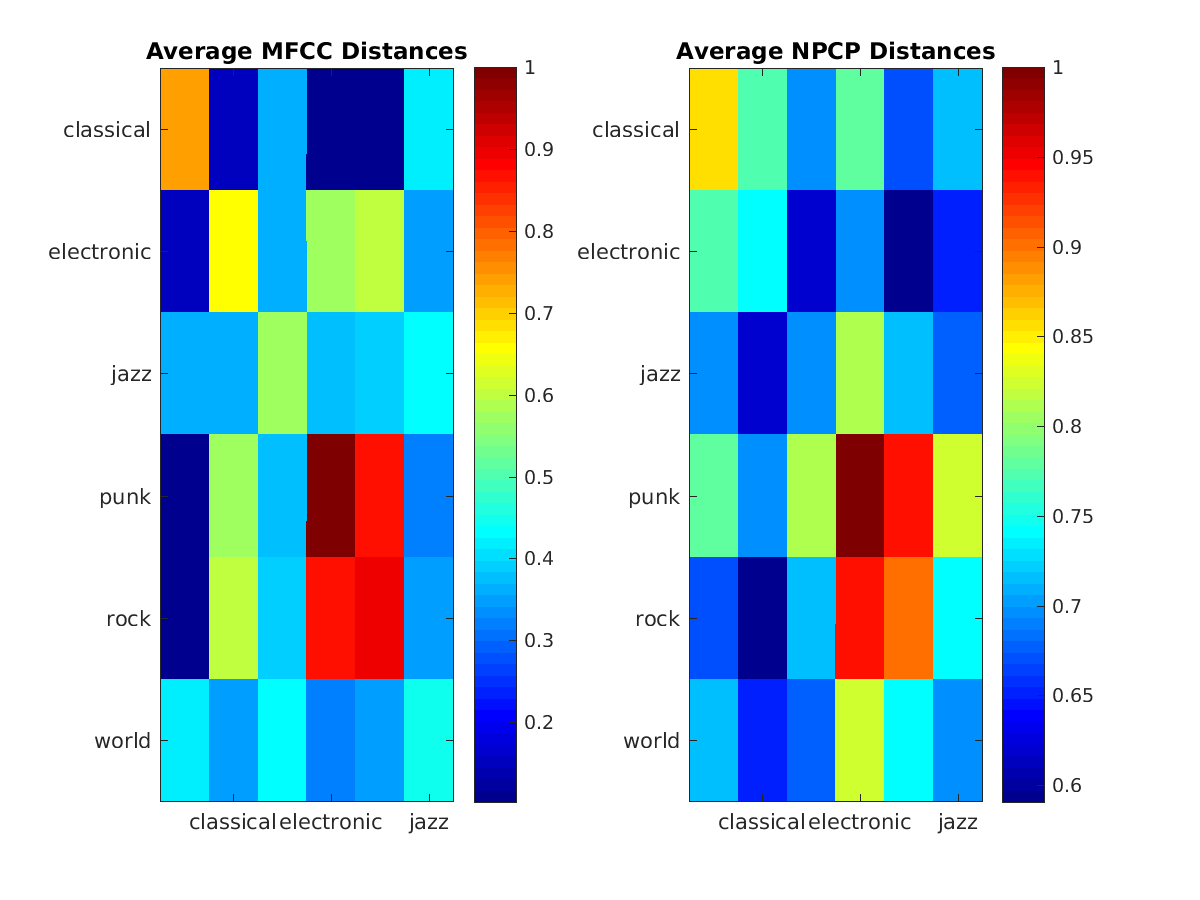 Average MFCC Distances
classical
electronic
jazz
punk
rock
world
classical electronic jazz
1
0.9
0.8
0.7
0.6
0.5
0.4
0.3
0.2
Average NPCP Distances
classical
electronic
jazz
punk
rock
world
classical electronic jazz
1
0.95
0.9
0.85
0.8
0.75
0.7
0.65
0.6